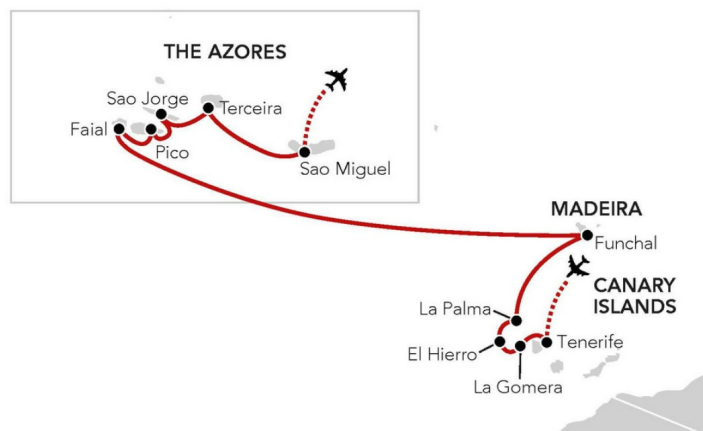 THE AZORES
Sao Jorge
Terceira
Faial
Pico
Sao Miguel
MADEIRA
Funchal
CANARY
ISLANDS
La Palma
El Hierro
Tenerife
La Gomera